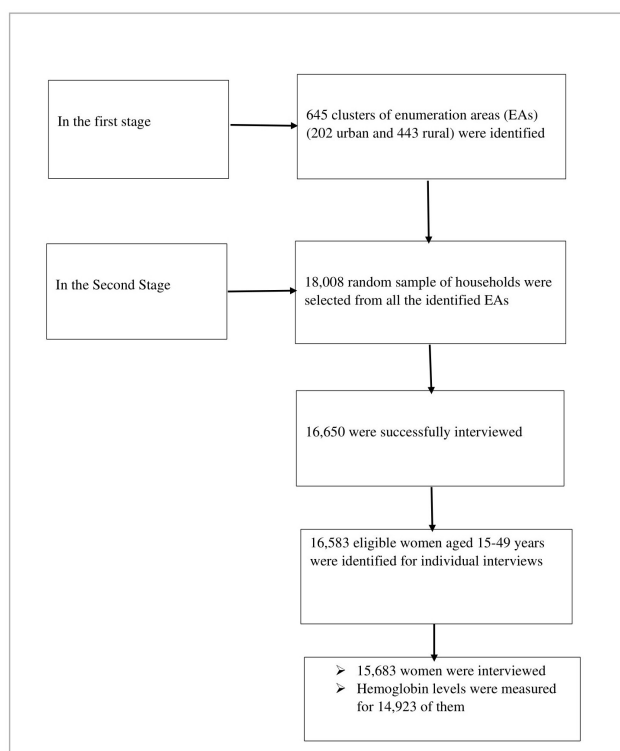 In the first stage
645 clusters of enumeration areas (EAs)
(202 urban and 443 rural) were identified
In the Second Stage
18,008 random sample of households were
selected from all the identified EAs
16,650 were successfully interviewed
16,583 eligible women aged 15-49 years
were identified for individual interviews
➢ 15,683 women were interviewed
➢ Hemoglobin levels were measured
for 14,923 of them